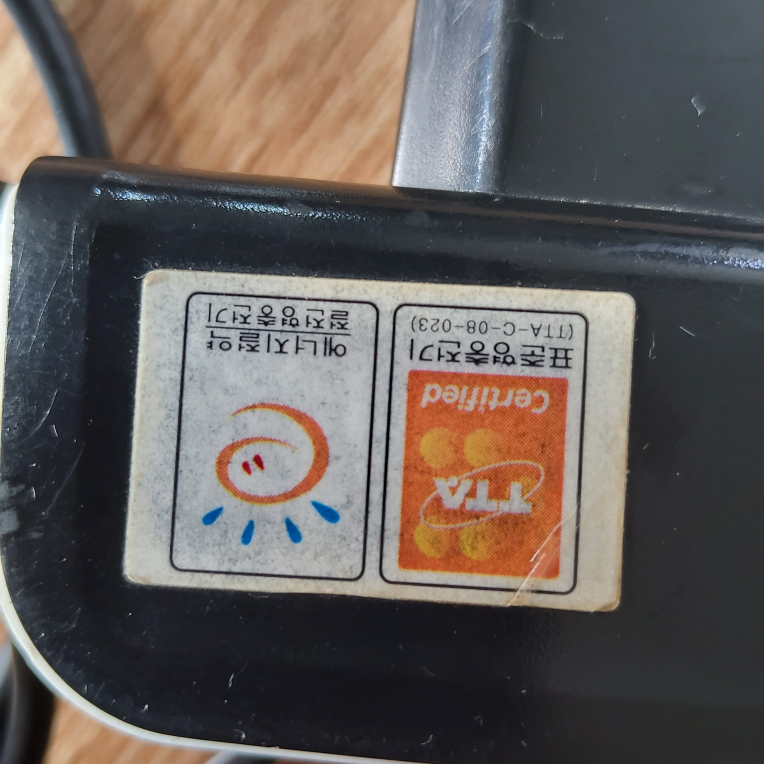 TTA
Certified
표준형충전기
(TTA-C-08-023)
에너지절약
절전형충전기